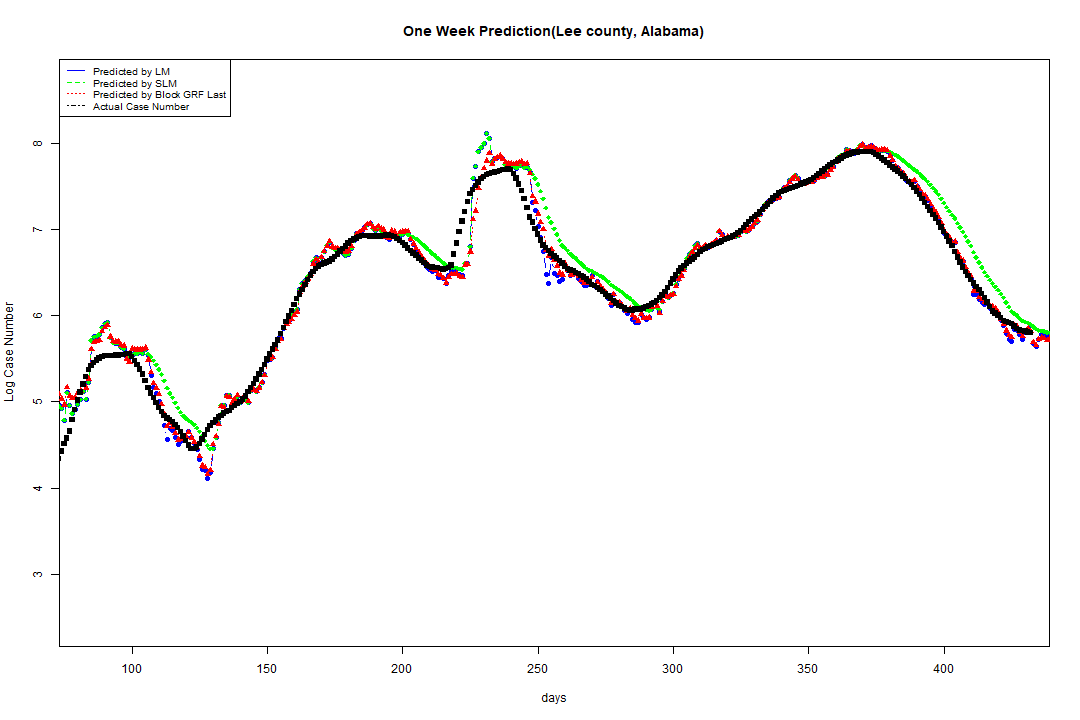 One Week Prediction(Lee county, Alabama)
Predicted by LM
Predicted by SLM
Predicted by Block GRF Last
Actual Case Number
Log Case Number
8
7
6
5
4
3
100 150 200 250 300 350 400
days